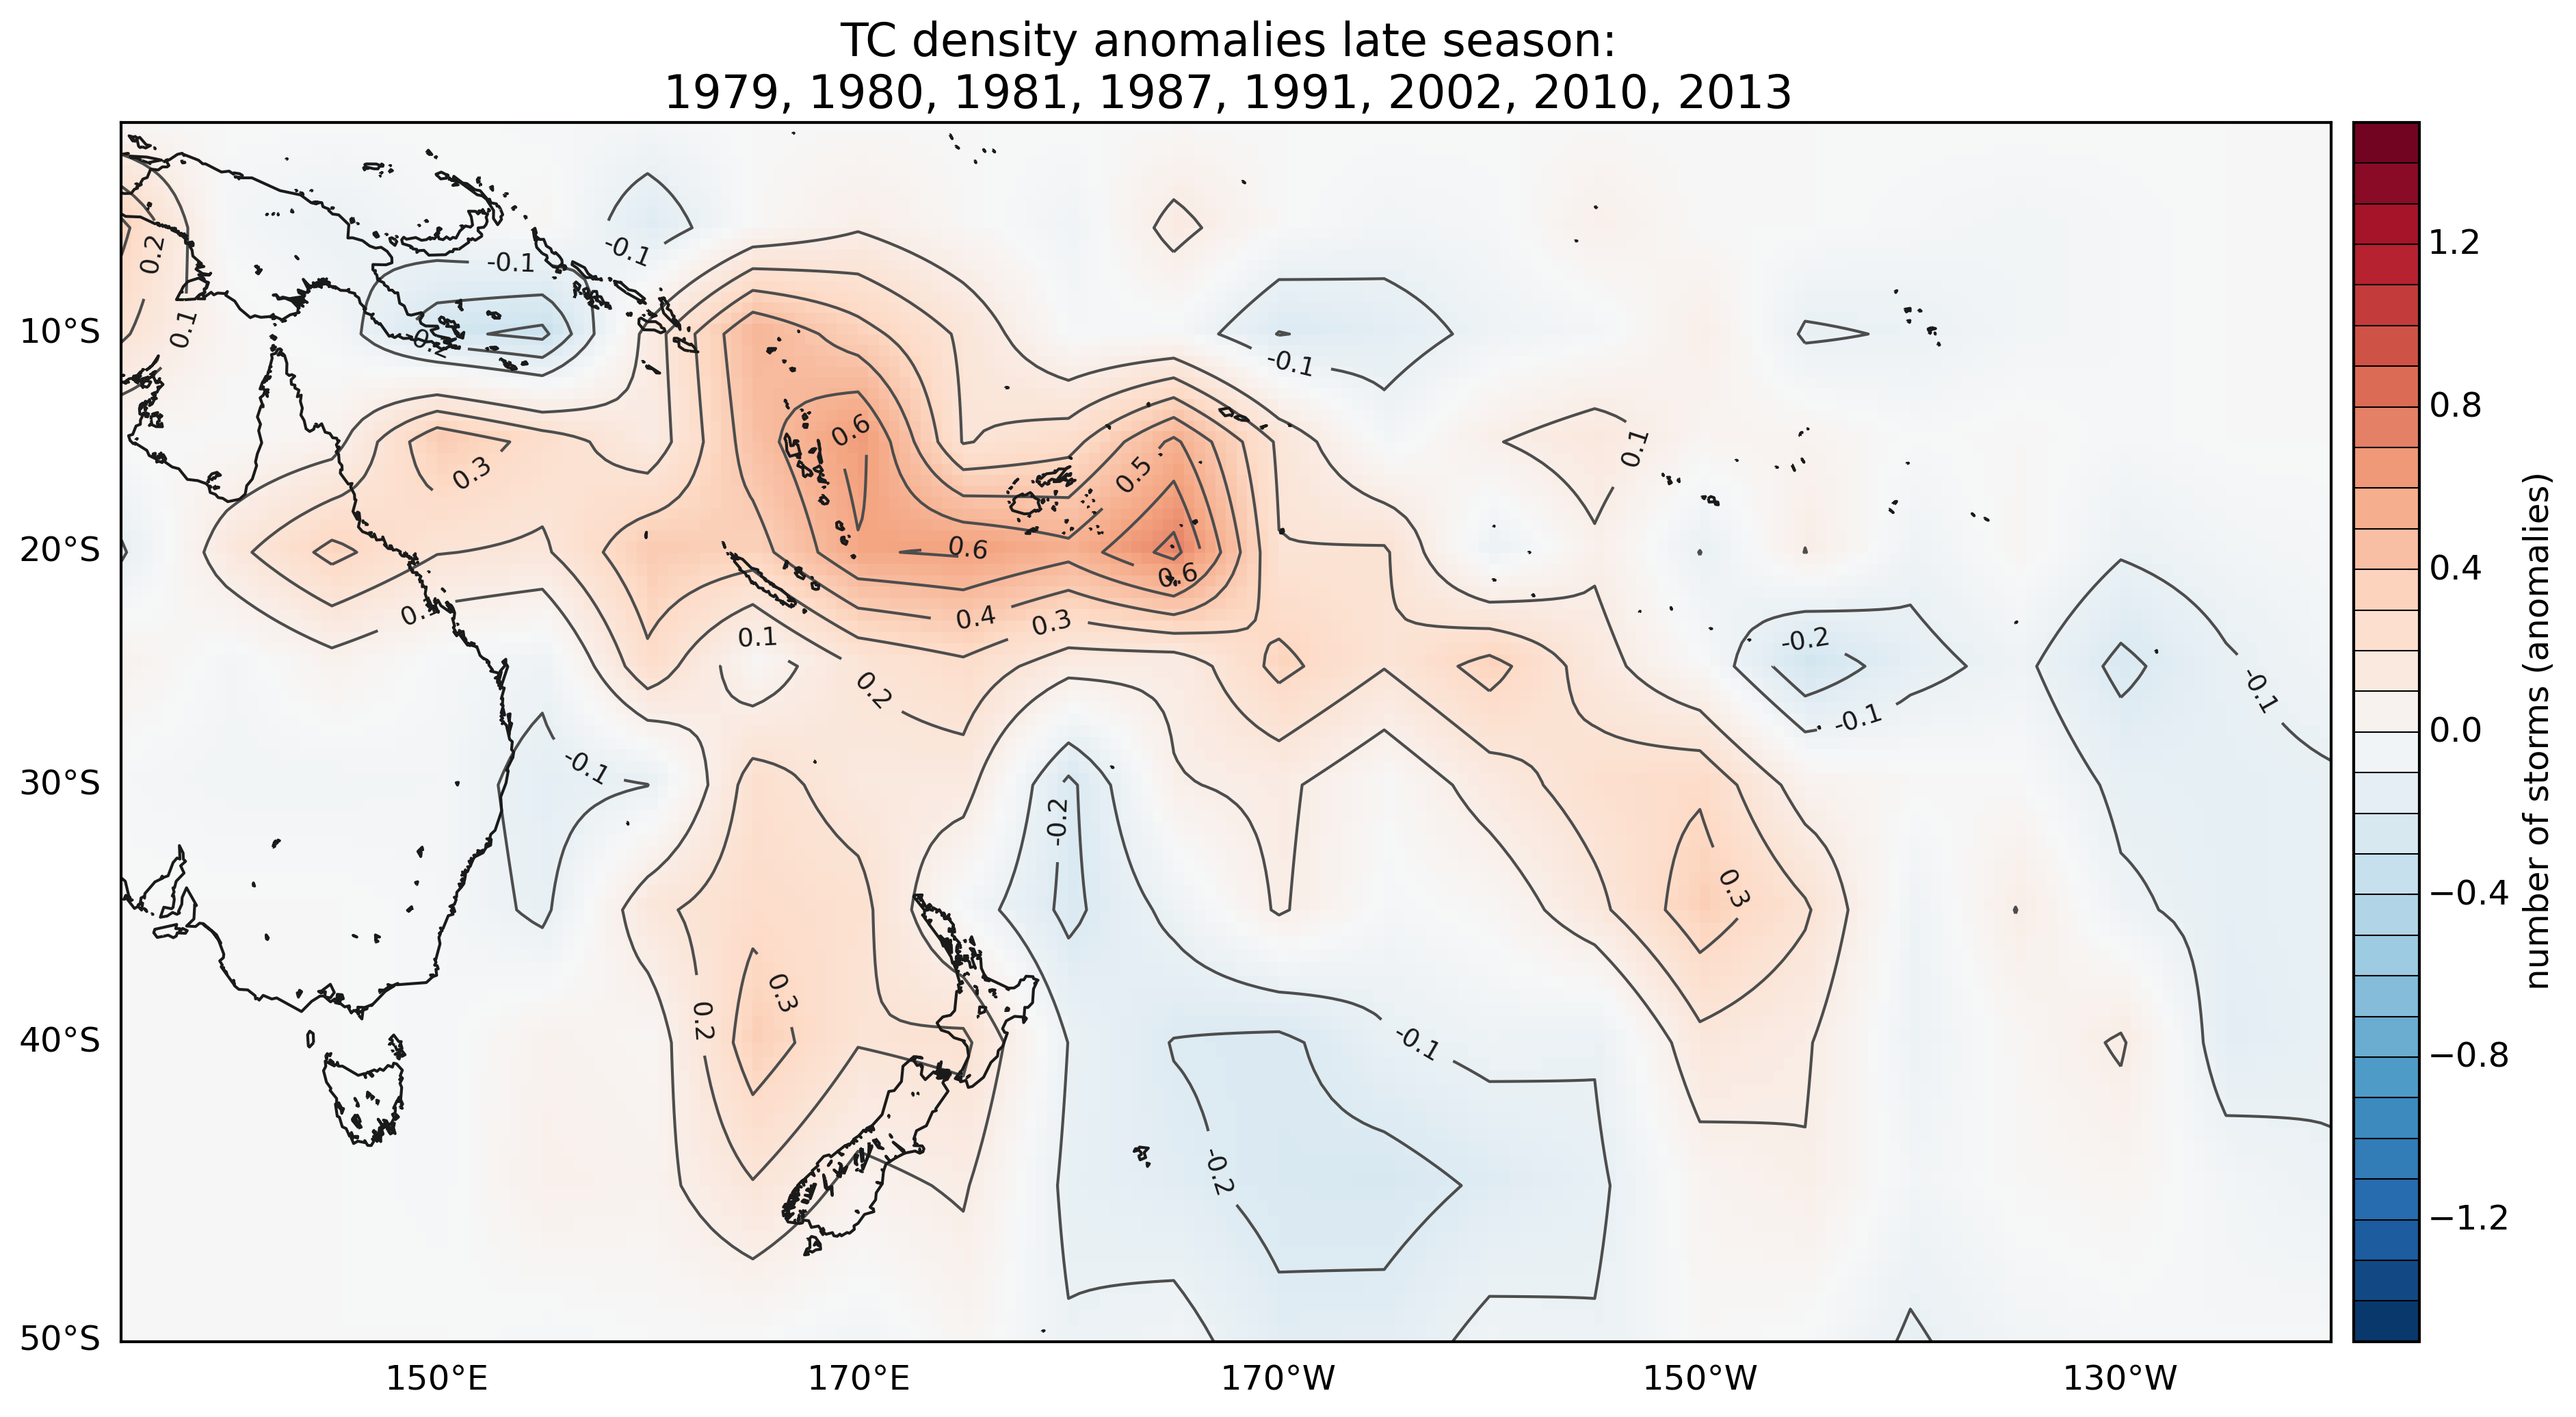 TC density anomalies late season:
1979, 1980, 1981, 1987, 1991, 2002, 2010, 2013
10°S
20°S
30°S
40°S
50°S
150°E
170°E
170°W
150°W
130°W
0.2
0.1
-0.1
-0.1
-0.1
0.3
0.6
0.5
0.1
0.6
0.6
0.4
0.3
0.1
0.2
-0.2
-0.1
-0.1
-0.1
-0.2
0.3
0.3
0.2
-0.1
-0.2
1.2
0.8
0.4
0.0
−0.4
−0.8
−1.2
number of storms (anomalies)